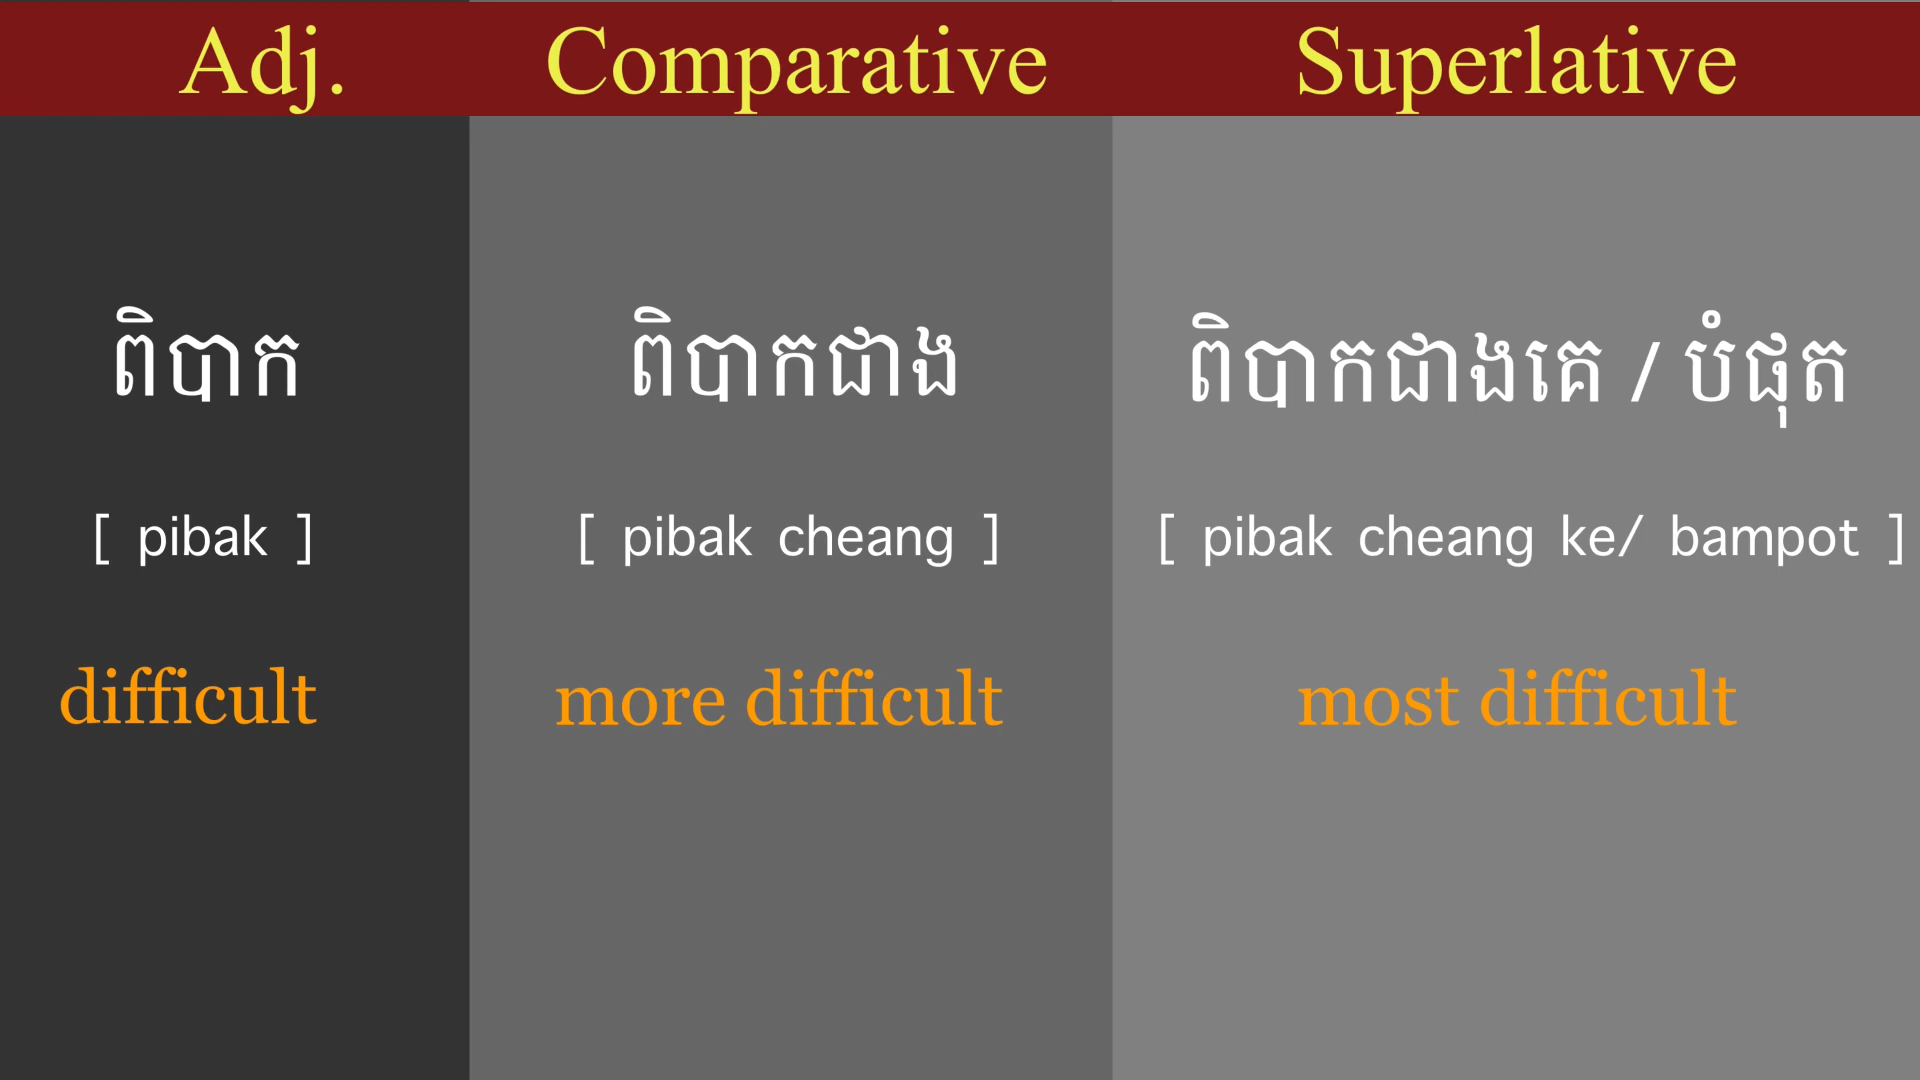 Adj. Comparative Superlative
ពិបាក ពិបាកជាង ពិបាកជាងគេ / បំផុត
[ pibak ] [ pibak cheang ] [ pibak cheang ke/ bampot ]
difficult more difficult most difficult